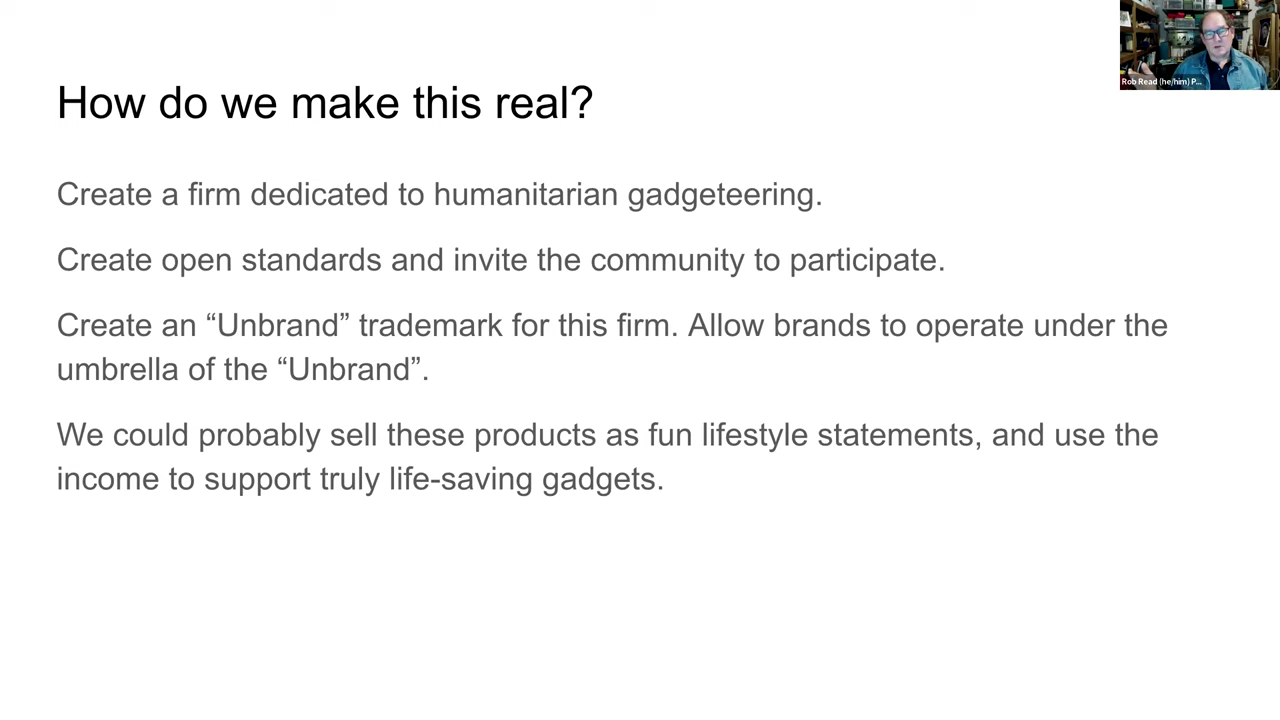 Rob Read (he/him) P...
How do we make this real?
Create a firm dedicated to humanitarian gadgeteering.
Create open standards and invite the community to participate.
Create an “Unbrand” trademark for this firm. Allow brands to operate under the
umbrella of the “Unbrand”.
We could probably sell these products as fun lifestyle statements, and use the
income to support truly life-saving gadgets.